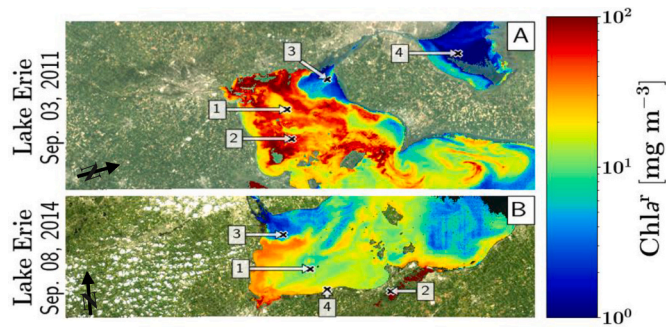 Lake Erie
Sep. 03, 2011
A
3
4
1
2
N
Lake Erie
Sep. 08, 2014
B
3
1
4
2
N
10²
10¹
10⁰
Chlaʳ [mg m⁻³]